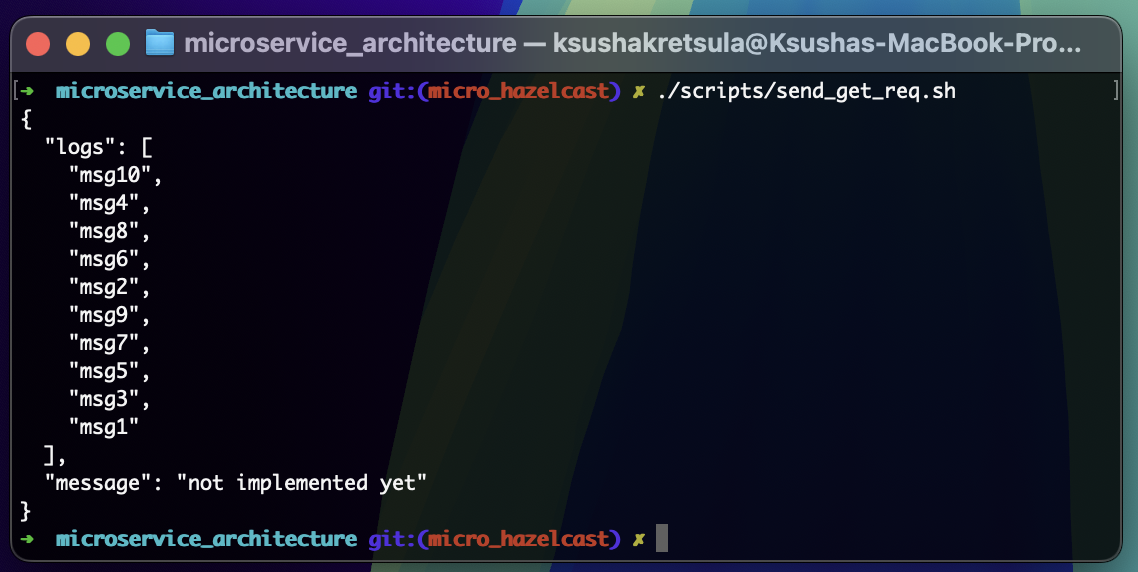 microservice_architecture — ksushakretsula@Ksushas-MacBook-Pro...
[➜  microservice_architecture git:(micro_hazelcast) ✗ ./scripts/send_get_req.sh ]
{
  "logs": [
    "msg10",
    "msg4",
    "msg8",
    "msg6",
    "msg2",
    "msg9",
    "msg7",
    "msg5",
    "msg3",
    "msg1"
  ],
  "message": "not implemented yet"
}
➜  microservice_architecture git:(micro_hazelcast) ✗